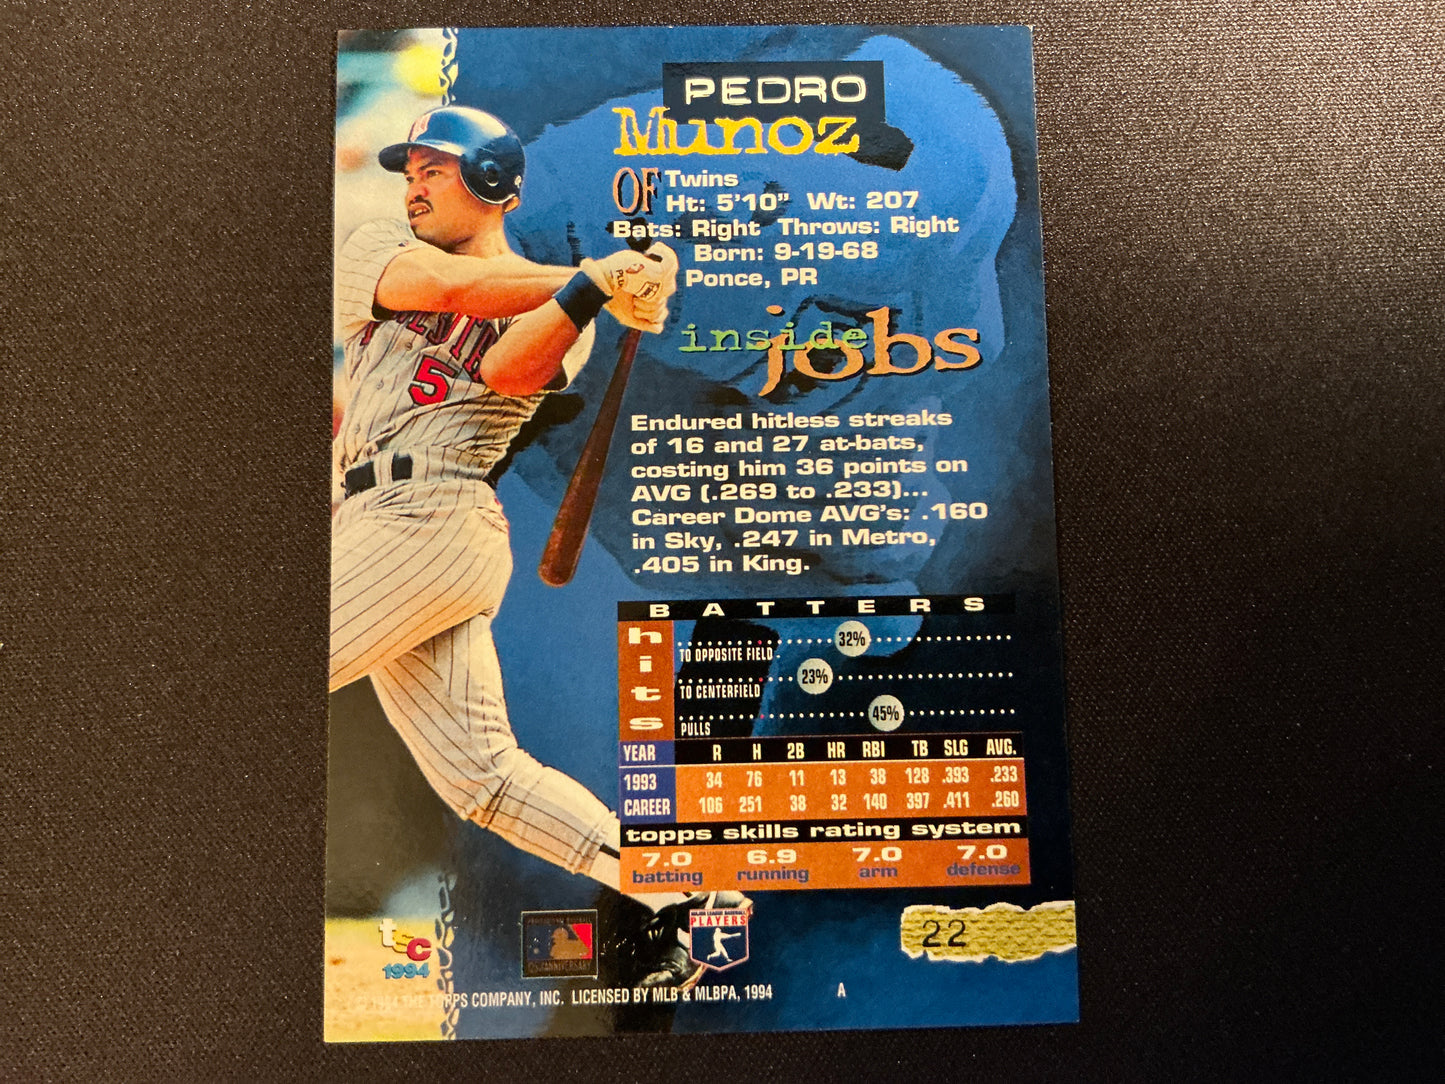 PEDRO
Munoz
OF Twins
Ht: 5'10" Wt: 207
Bats: Right Throws: Right
Born: 9-19-68
Ponce, PR
inside jobs
Endured hitless streaks
of 16 and 27 at-bats,
costing him 36 points on
AVG (.269 to .233)...
Career Dome AVG's: .160
in Sky, .247 in Metro,
.405 in King.
BATTERS
hits
32%
TO OPPOSITE FIELD
23%
TO CENTERFIELD
45%
PULLS
YEAR R H 2B HR RBI TB SLG AVG.
1993 34 76 11 13 38 128 .393 .233
CAREER 106 251 38 32 140 397 .411 .260
topps skills rating system
7.0 6.9 7.0 7.0
batting running arm defense
5
tsc
1994
ANNIVERSARY
MAJOR LEAGUE BASEBALL
PLAYERS
22
© 1994 THE TOPPS COMPANY, INC. LICENSED BY MLB & MLBPA, 1994 A